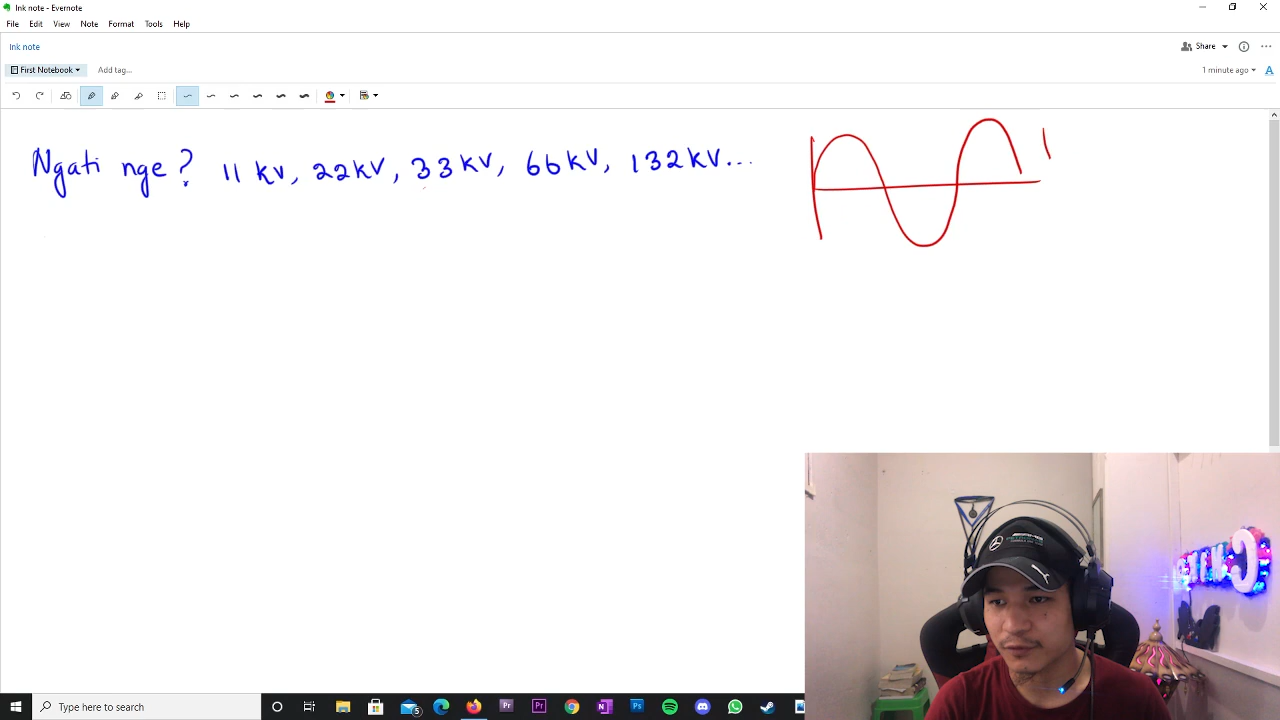 Ink note - Evernote
File Edit View Note Format Tools Help
Ink note
Share
First Notebook Add tag...
1 minute ago
Ngati nge? 11 kv, 22KV, 33KV, 66KV, 132KV...
Type here to search